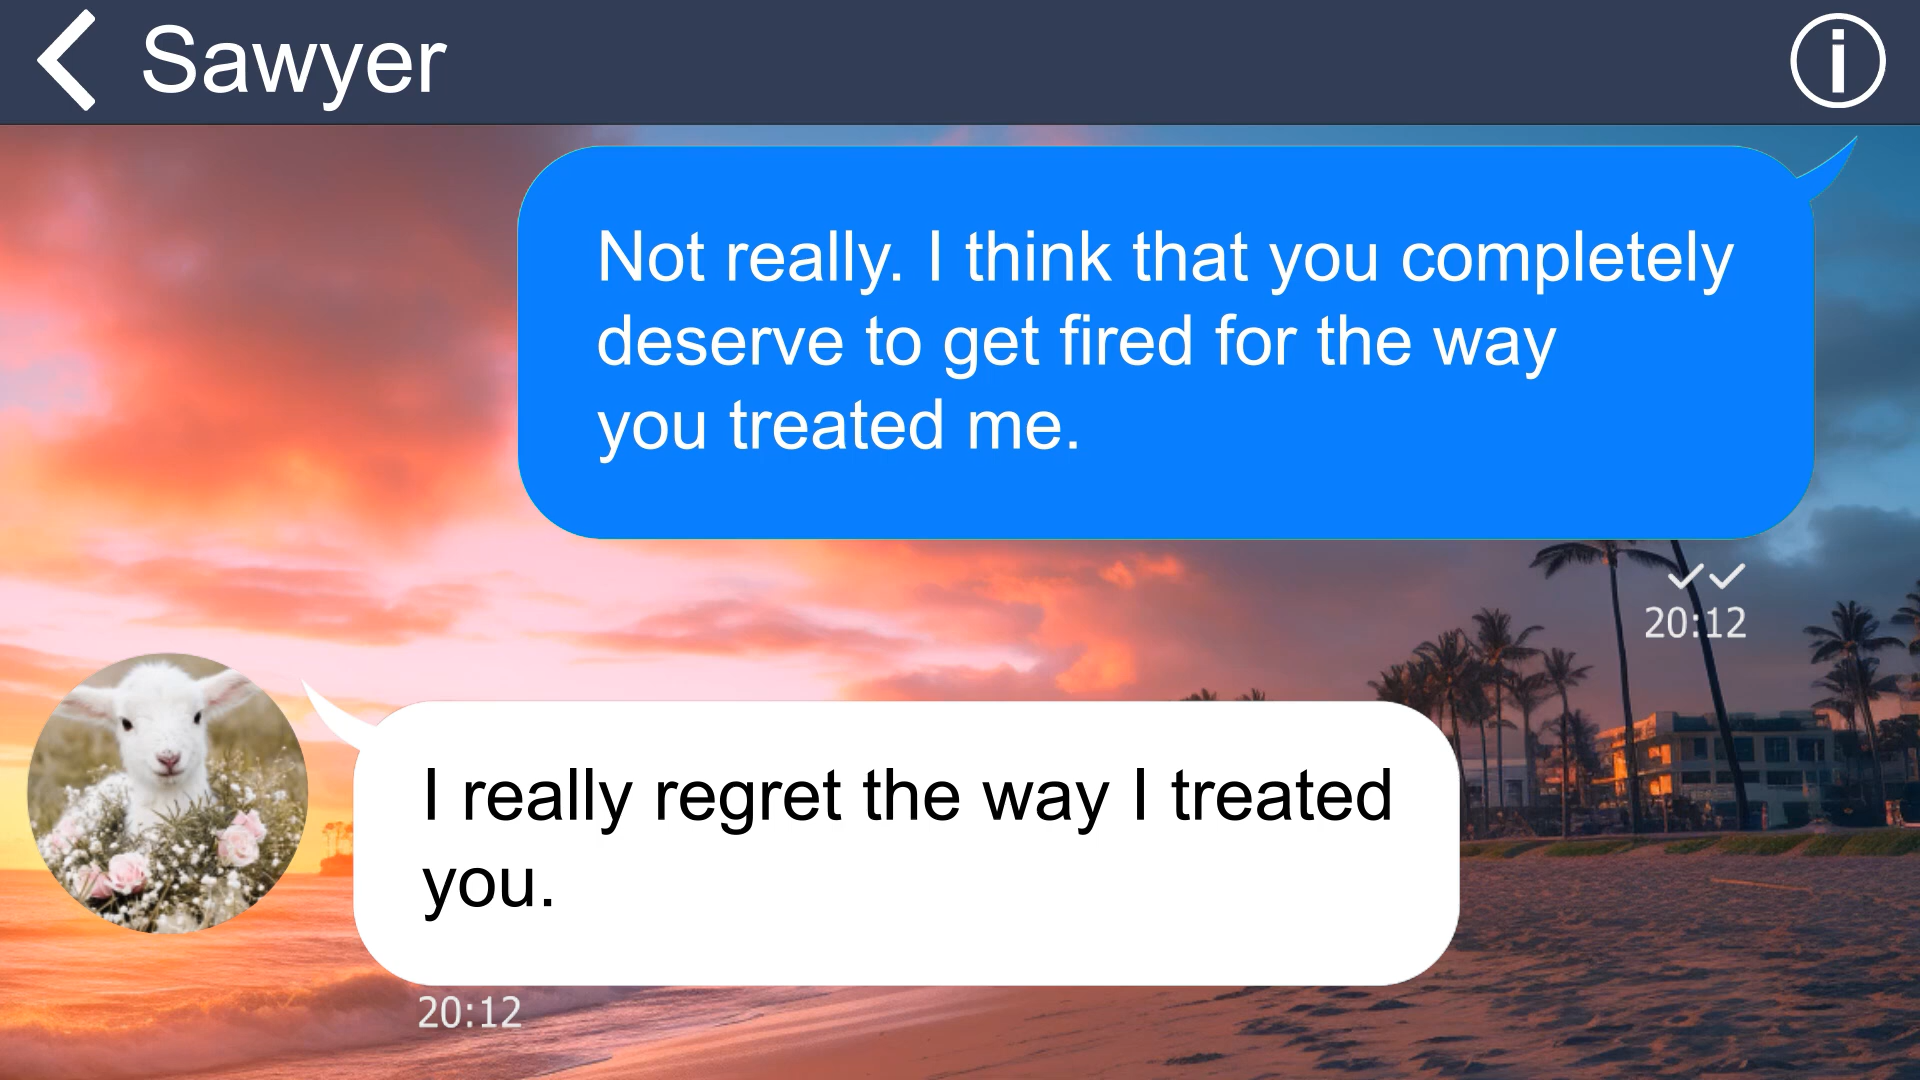 Sawyer
Not really. I think that you completely
deserve to get fired for the way
you treated me.
20:12
I really regret the way I treated
you.
20:12